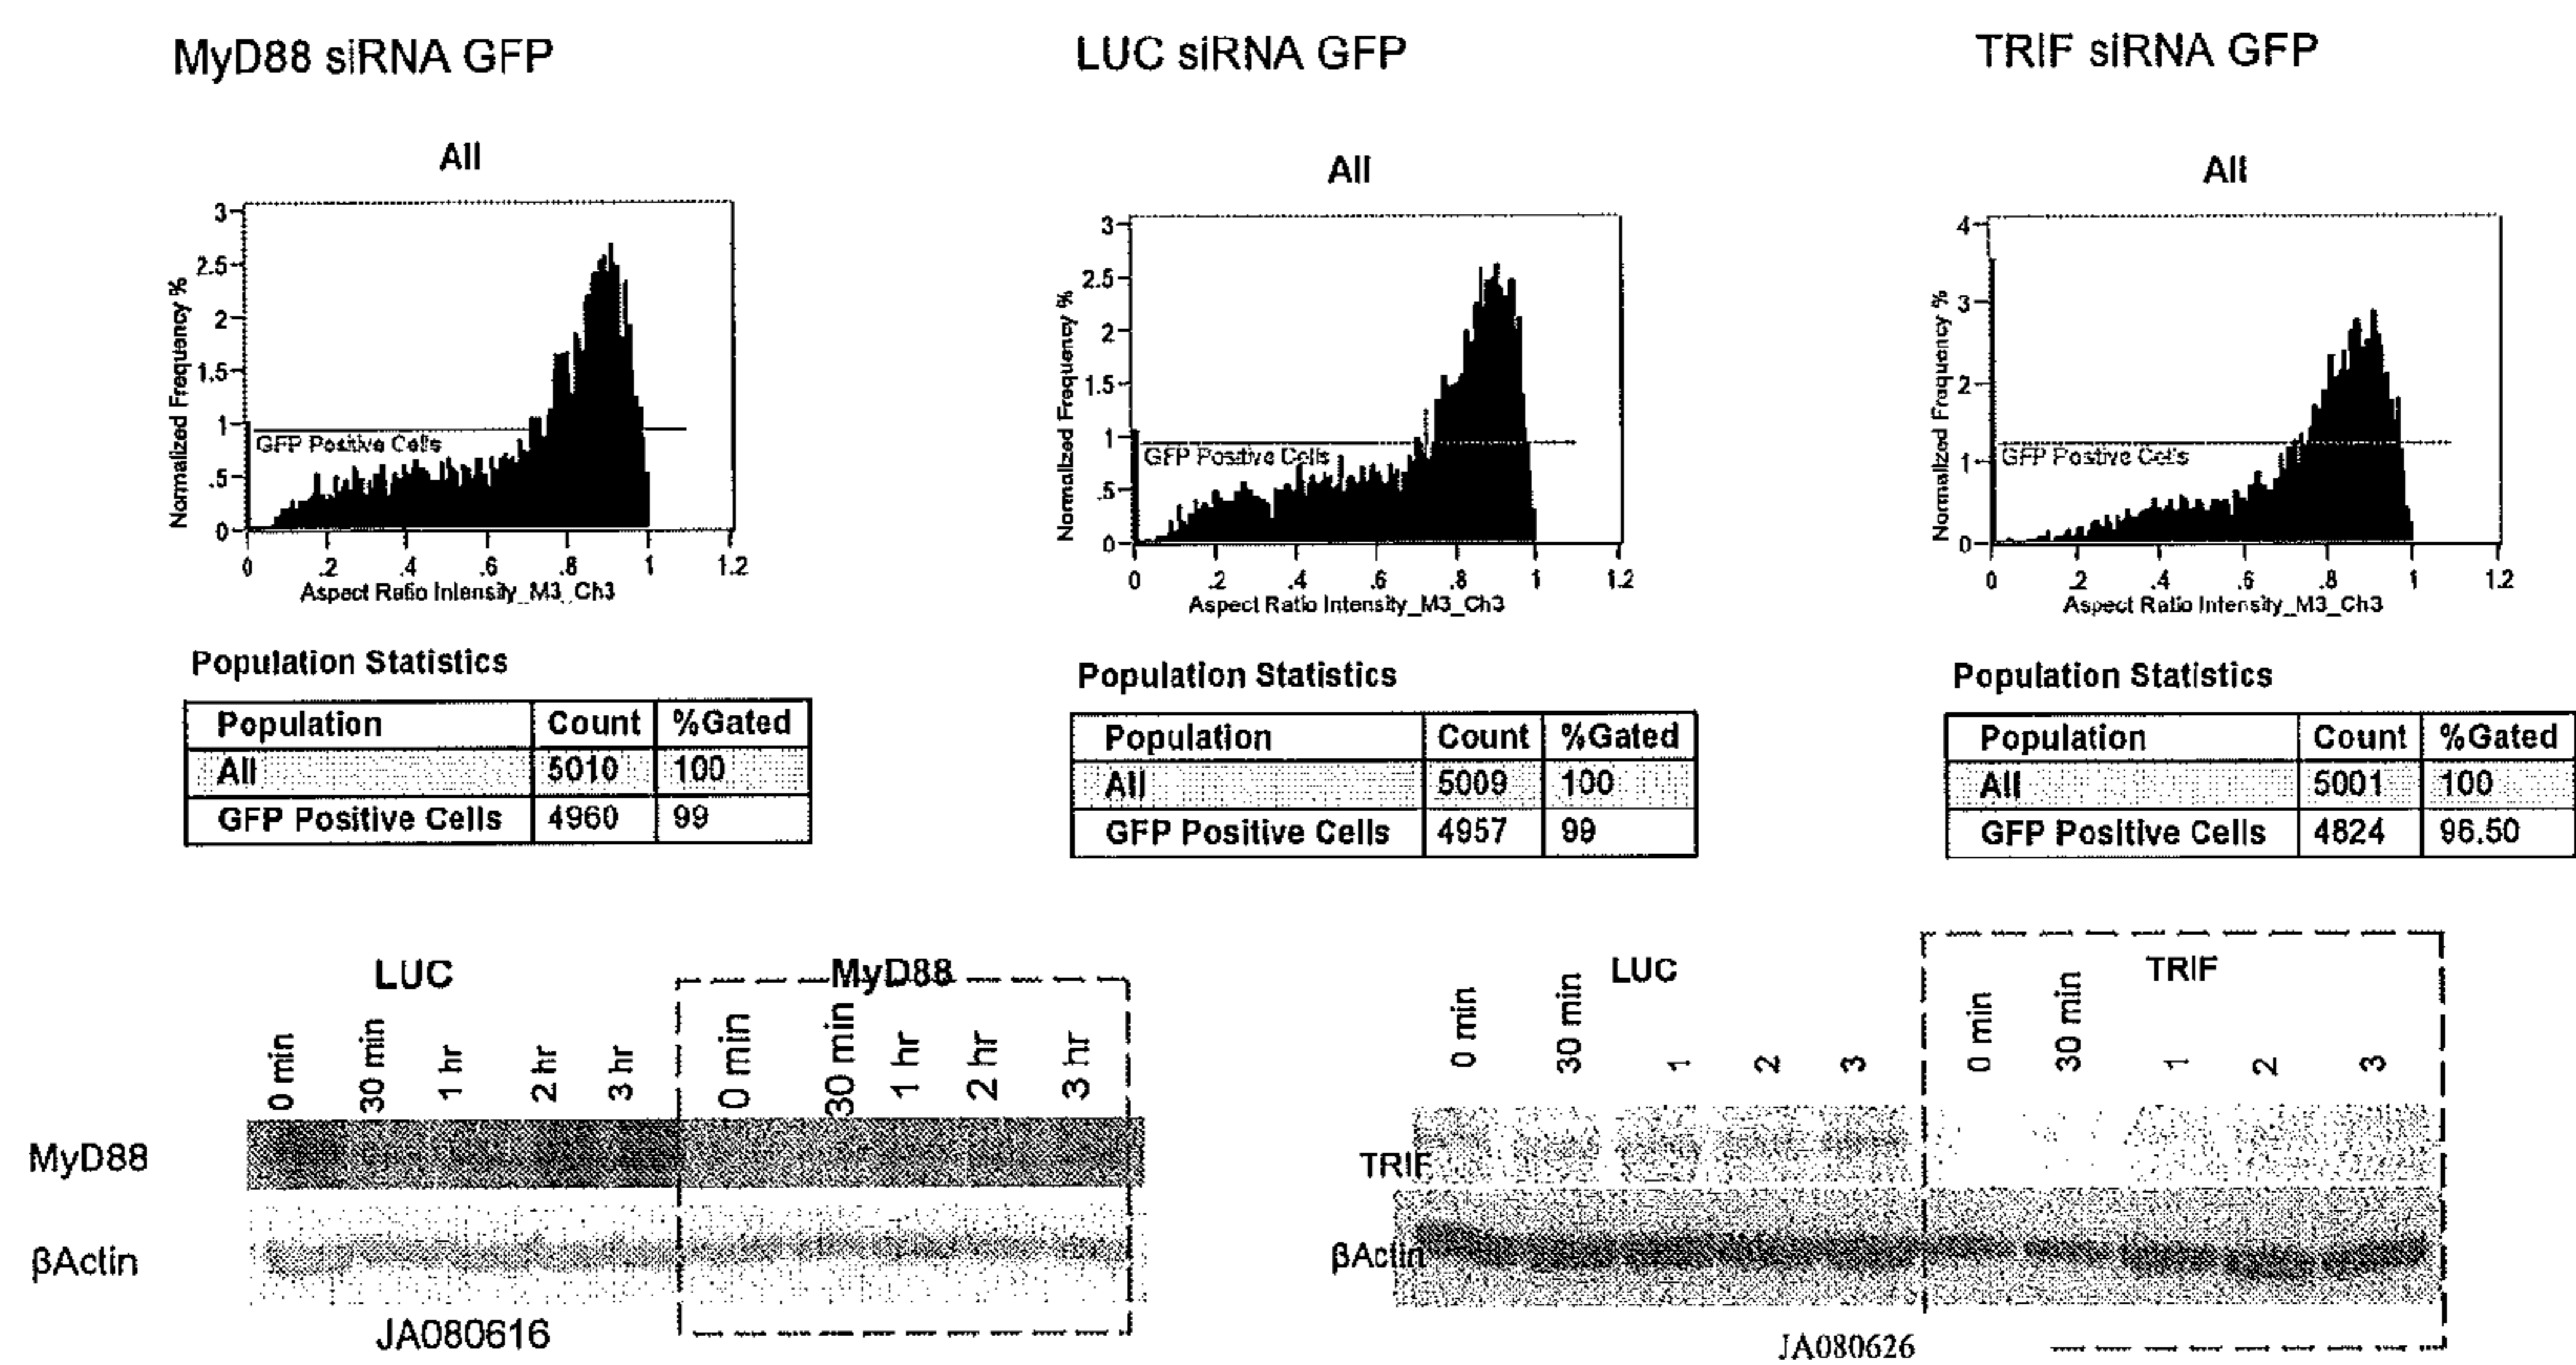 MyD88 siRNA GFP
LUC siRNA GFP
TRIF siRNA GFP
All
3
2.5
2
1.5
1
.5
0
Normalized Frequency %
GFP Positive Cells
0 .2 .4 .6 .8 1 1.2
Aspect Ratio Intensity_M3_Ch3
All
3
2.5
2
1.5
1
.5
0
Normalized Frequency %
GFP Positive Cells
0 .2 .4 .6 .8 1 1.2
Aspect Ratio Intensity_M3_Ch3
All
4
3
2
1
0
Normalized Frequency %
GFP Positive Cells
0 .2 .4 .6 .8 1 1.2
Aspect Ratio Intensity_M3_Ch3
Population Statistics
Population Count %Gated
All 5010 100
GFP Positive Cells 4960 99
Population Statistics
Population Count %Gated
All 5009 100
GFP Positive Cells 4957 99
Population Statistics
Population Count %Gated
All 5001 100
GFP Positive Cells 4824 96.50
LUC MyD88
0 min 30 min 1 hr 2 hr 3 hr 0 min 30 min 1 hr 2 hr 3 hr
MyD88
βActin
JA080616
LUC TRIF
0 min 30 min 1 2 3 0 min 30 min 1 2 3
TRIF
βActin
JA080626